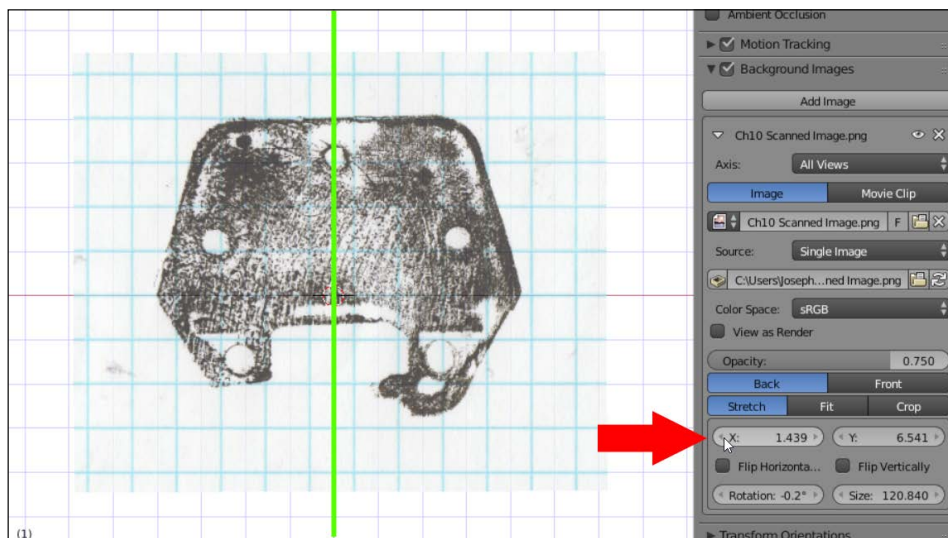 Ambient Occlusion
Motion Tracking
Background Images
Add Image
Ch10 Scanned Image.png
Axis: All Views
Image Movie Clip
Ch10 Scanned Image.png F
Source: Single Image
C:\Users\Joseph...ned Image.png
Color Space: sRGB
View as Render
Opacity: 0.750
Back Front
Stretch Fit Crop
X: 1.439 Y: 6.541
Flip Horizonta... Flip Vertically
Rotation: -0.2° Size: 120.840
(1) Transform Orientations